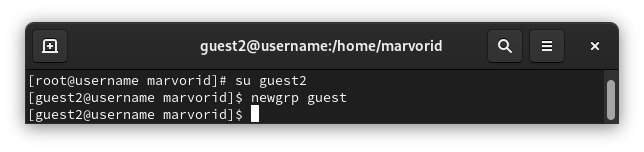 guest2@username:/home/marvorid
[root@username marvorid]# su guest2
[guest2@username marvorid]$ newgrp guest
[guest2@username marvorid]$